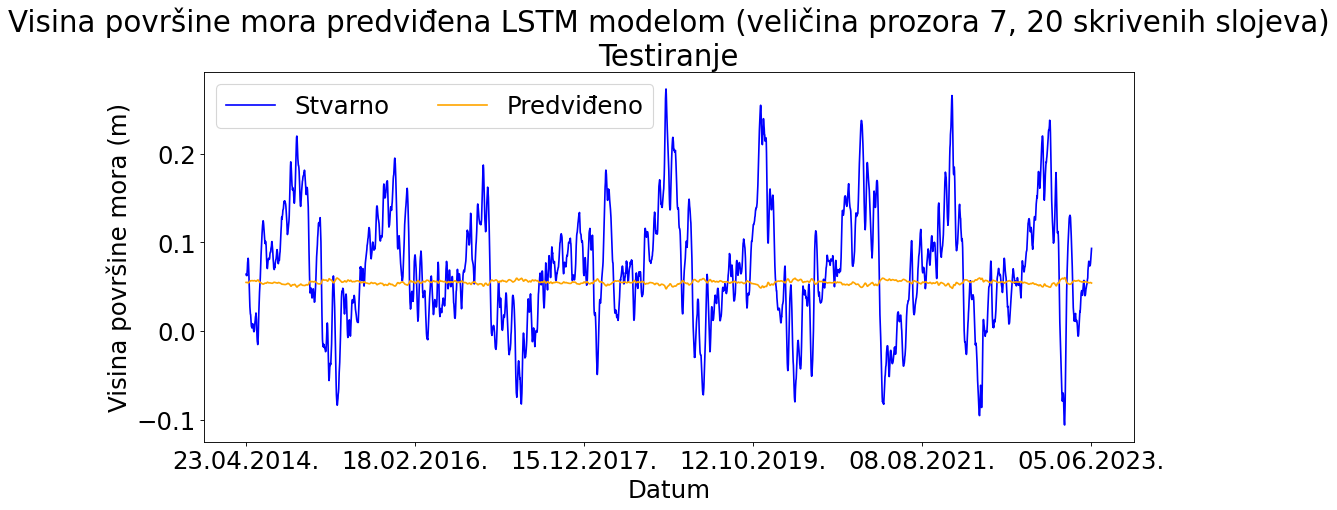 Visina površine mora predviđena LSTM modelom (veličina prozora 7, 20 skrivenih slojeva)
Testiranje
Stvarno Predviđeno
Visina površine mora (m)
0.2
0.1
0.0
−0.1
23.04.2014. 18.02.2016. 15.12.2017. 12.10.2019. 08.08.2021. 05.06.2023.
Datum